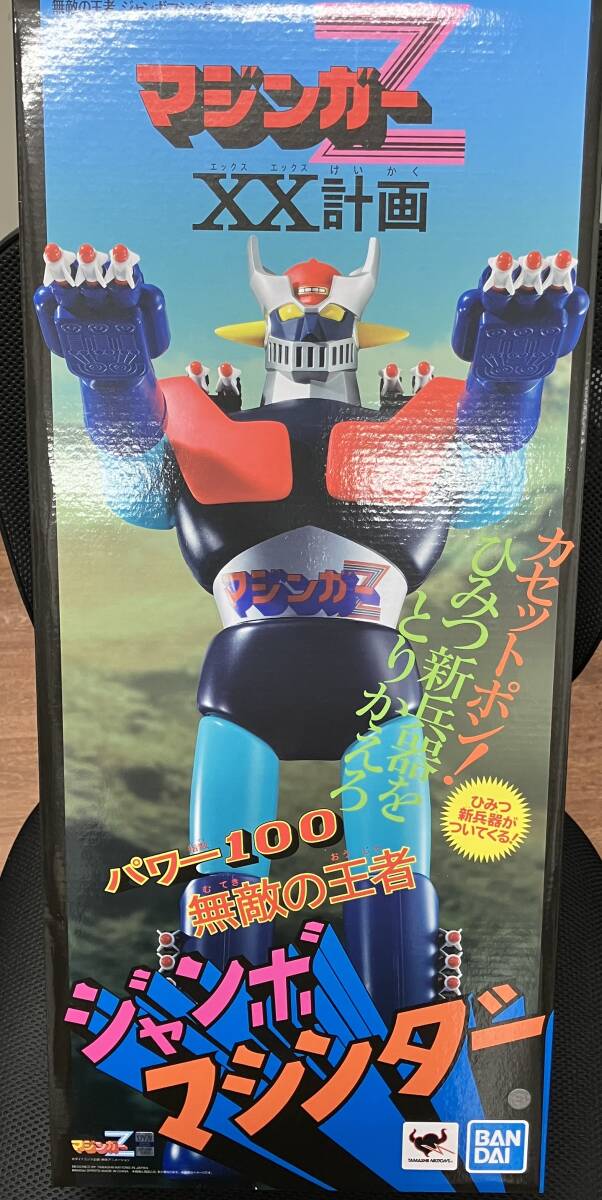 無敵の王者 ジャンボマシンダー
マジンガーZ
エックス エックス けいかく
XX計画
マジンガーZ
カセットポン!
ひみつ新兵器を
とりかえろ
ひみつ
新兵器が
ついてくる!
パワー100
むてき おうじゃ
無敵の王者
ジャンボ
マシンダー
マジンガーZ
TAMASHII NATIONS
BAN
DAI